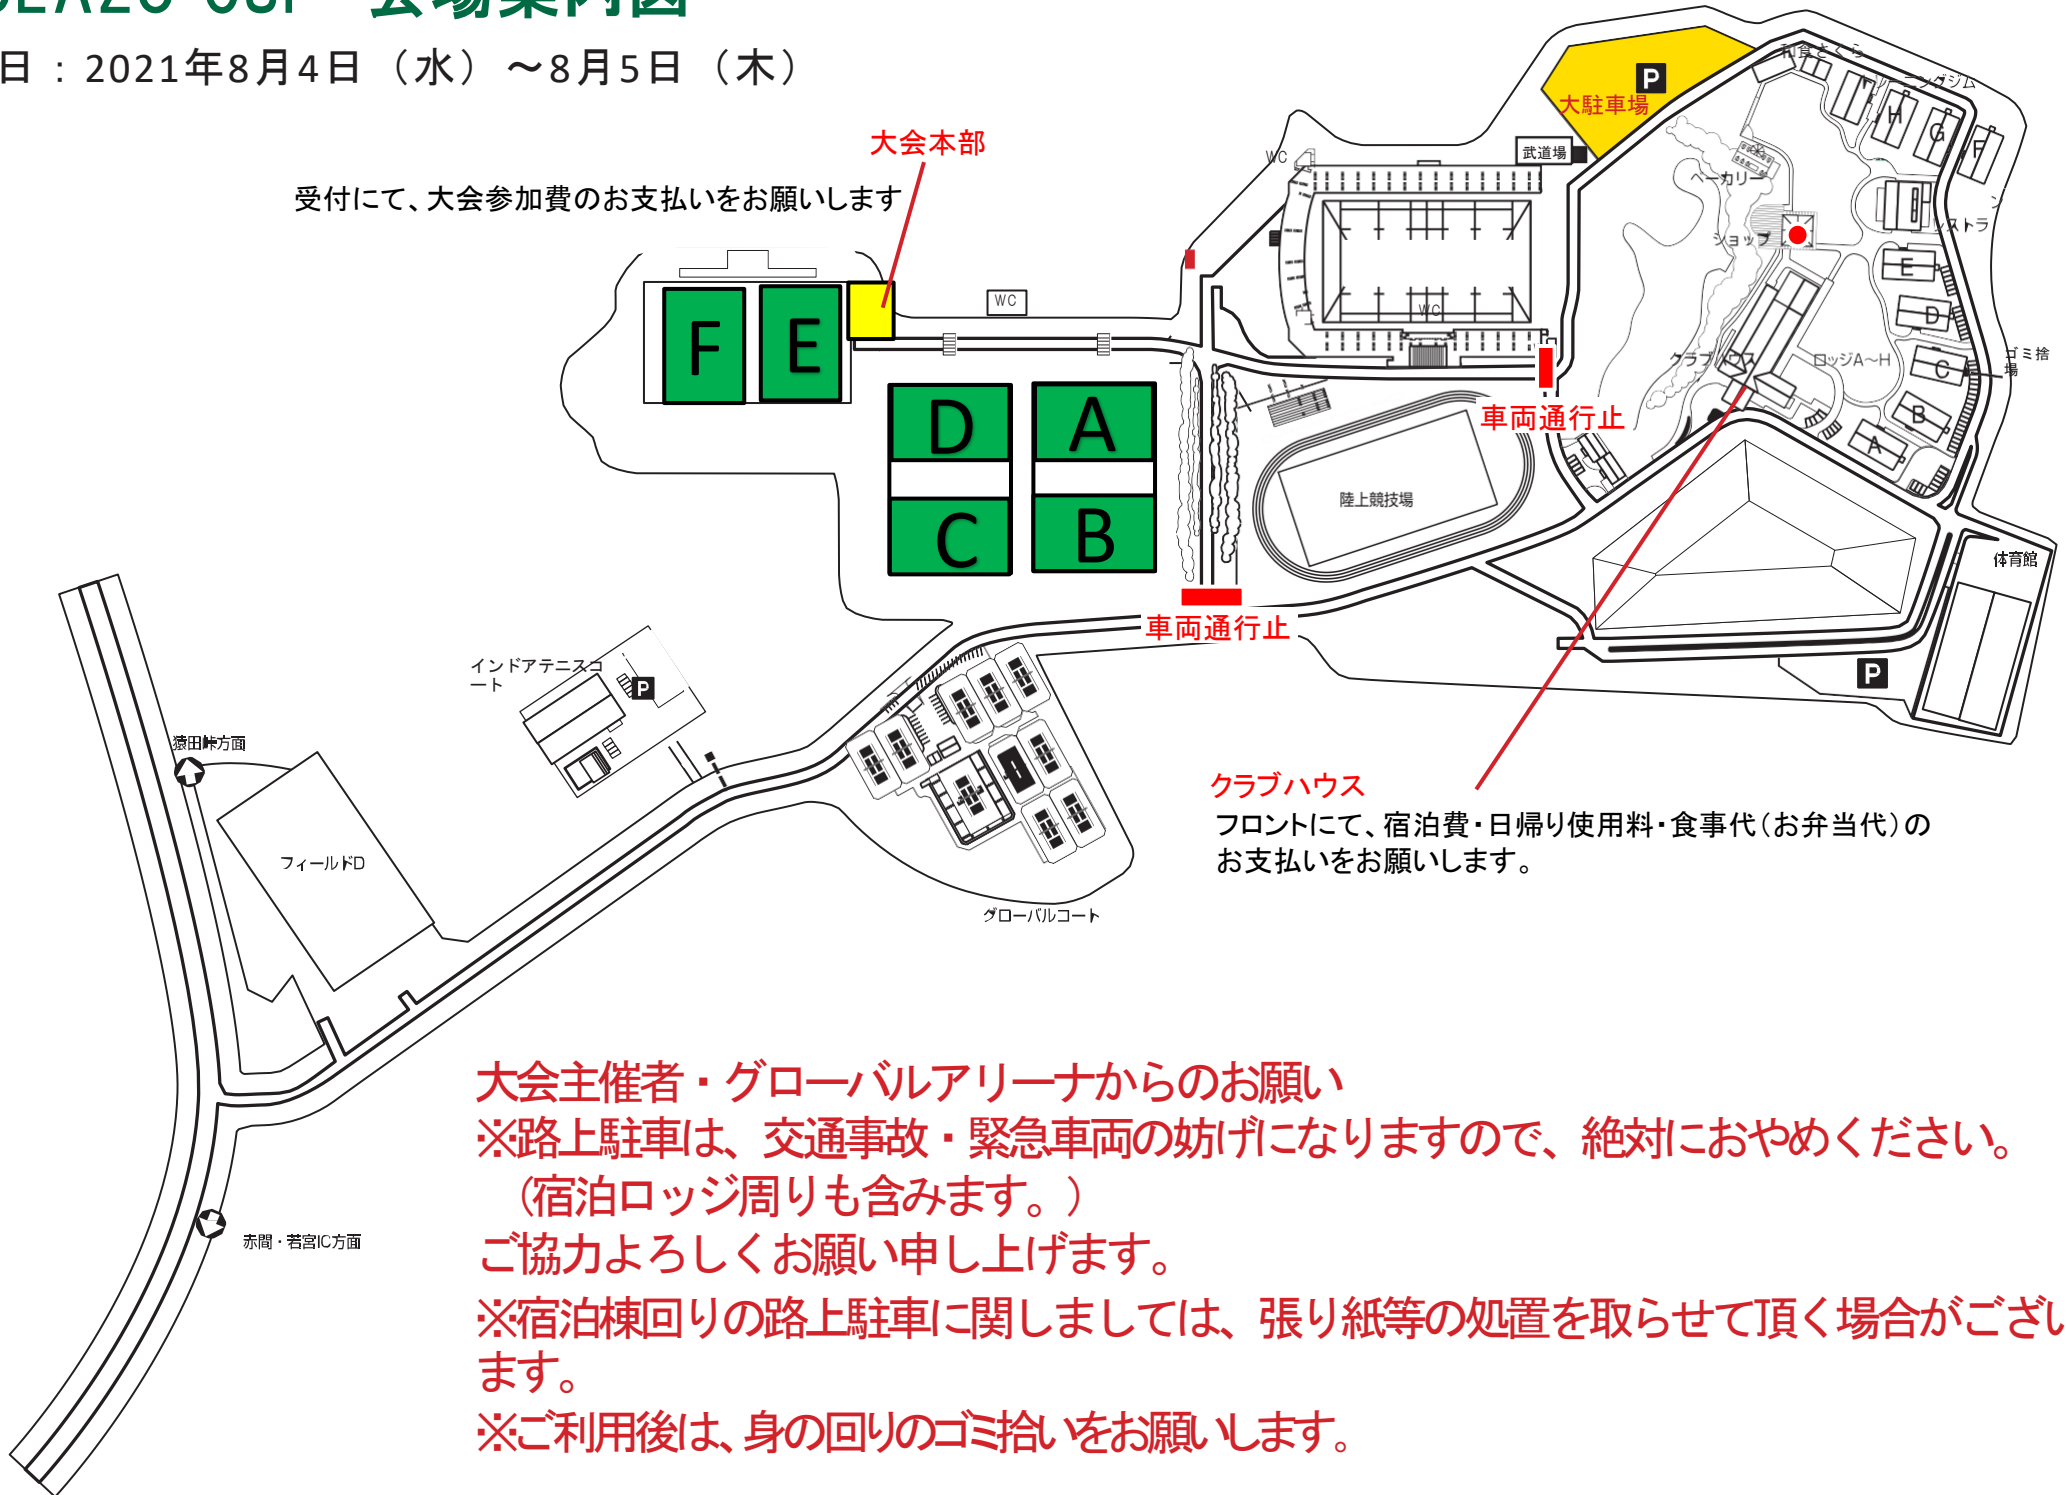 会場案内図
日：2021年8月4日（水）～8月5日（木）
大会本部
受付にて、大会参加費のお支払いをお願いします
P
大駐車場
武道場
和食さくら
トレーニングジム
H
G
F
WC
ベーカリー
レストラン
ショップ
E
WC
WC
D
クラブハウス
ロッジA～H
C
ゴミ捨場
B
A
F
E
D
A
C
B
車両通行止
陸上競技場
車両通行止
体育館
P
インドアテニスコート
P
猿田峠方面
フィールドD
グローバルコート
クラブハウス
フロントにて、宿泊費・日帰り使用料・食事代（お弁当代）の
お支払いをお願いします。
赤間・若宮IC方面
大会主催者・グローバルアリーナからのお願い
※路上駐車は、交通事故・緊急車両の妨げになりますので、絶対におやめください。
（宿泊ロッジ周りも含みます。）
ご協力よろしくお願い申し上げます。
※宿泊棟回りの路上駐車に関しましては、張り紙等の処置を取らせて頂く場合がござい
ます。
※ご利用後は、身の回りのゴミ拾いをお願いします。